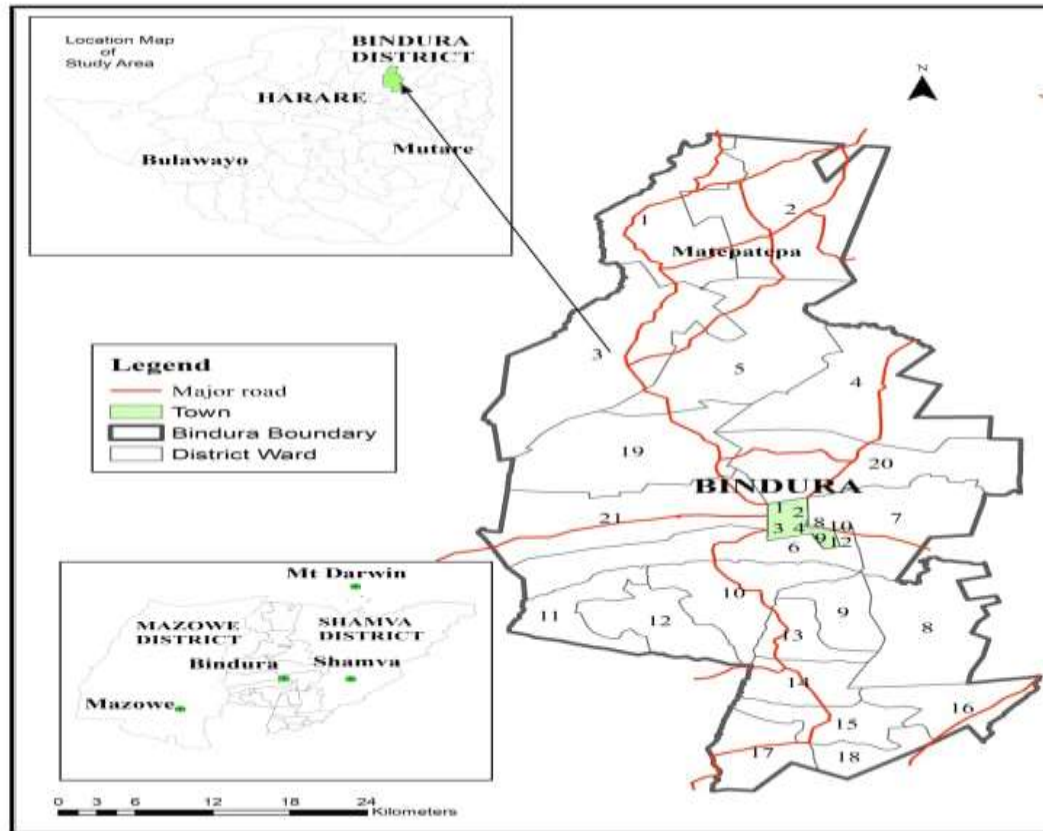 Location Map
of
Study Area
BINDURA
DISTRICT
HARARE
Mutare
Bulawayo
N
1
2
Matepatepa
3
5
4
Legend
Major road
Town
Bindura Boundary
District Ward
19
20
BINDURA
21
1 2
3 4
8 10
9 12
7
6
10
11
12
13
9
8
14
15
16
17
18
Mt Darwin
MAZOWE
DISTRICT
SHAMVA
DISTRICT
Bindura
Shamva
Mazowe
0 3 6 12 18 24
Kilometers